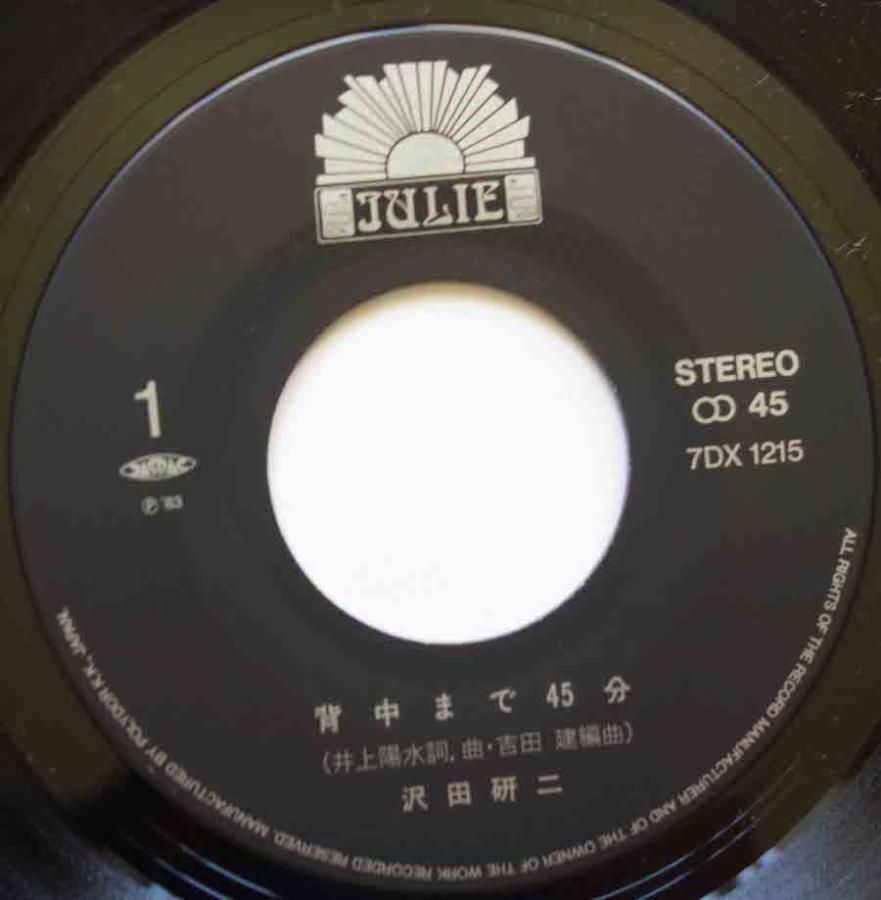 JULIE
1
JASRAC
Ⓟ '83
STEREO
45
7DX 1215
背中まで45分
(井上陽水詞,曲・吉田 建編曲)
沢田研二
ALL RIGHTS OF THE RECORD MANUFACTURER AND OF THE OWNER OF THE WORK RECORDED RESERVED. MANUFACTURED BY POLYDOR K.K., JAPAN.